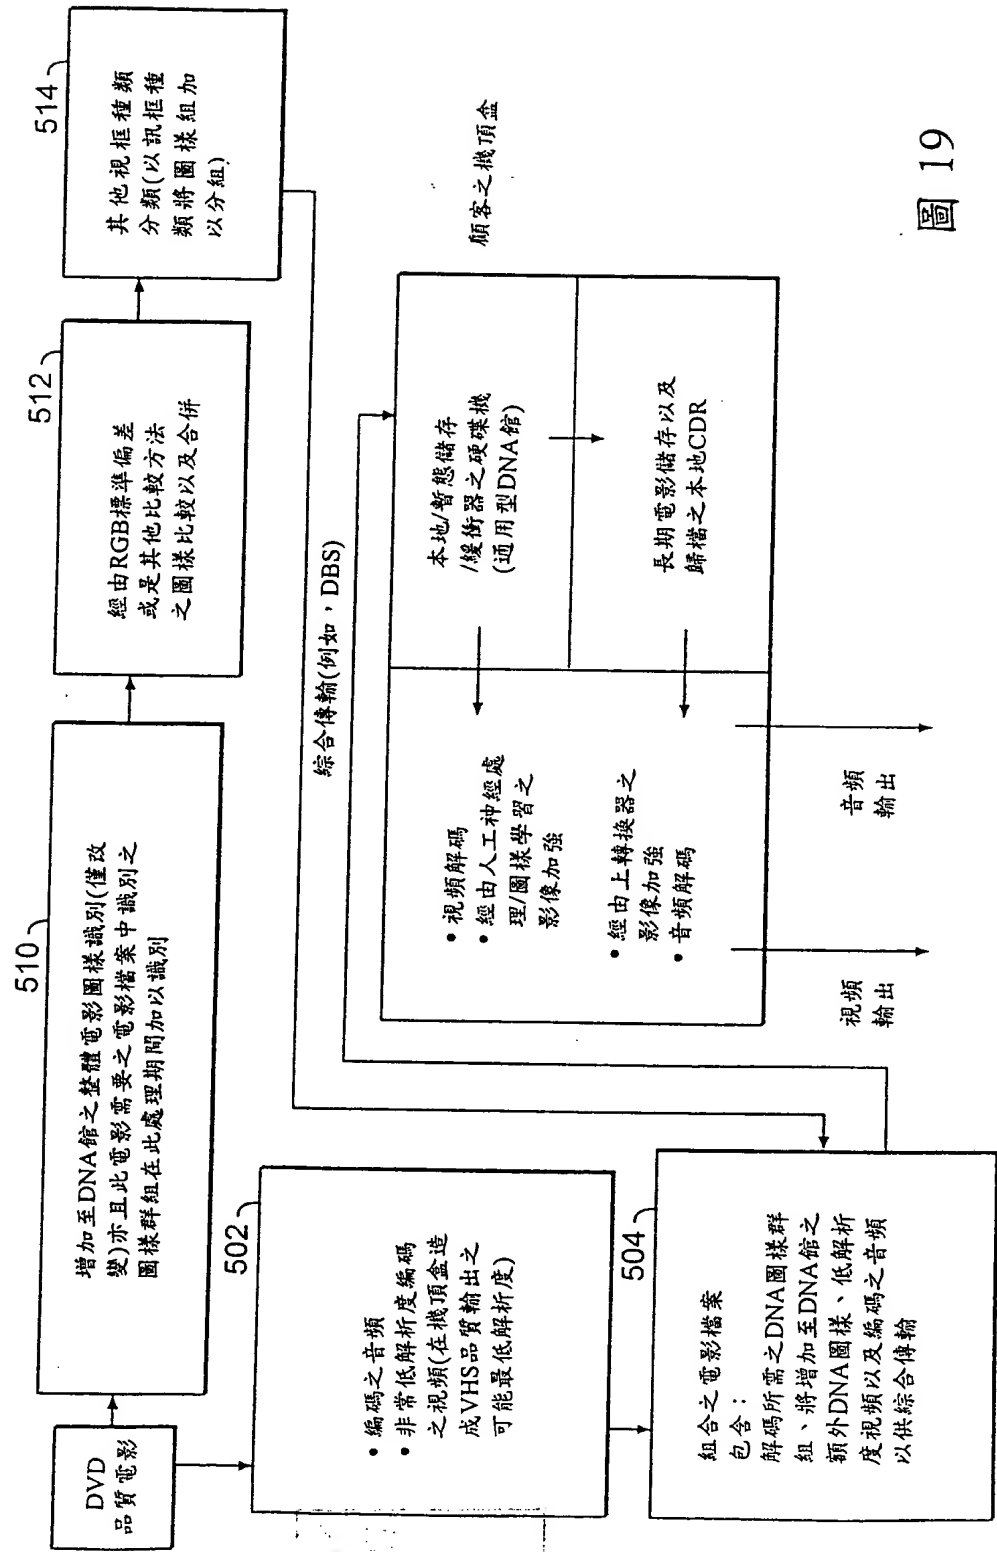 DVD
品質電影
510
增加至DNA館之整體電影圖樣識別(僅改
變)亦且此電影需要之電影檔案中識別之
圖樣群組在此處理期間加以識別
512
經由RGB標準偏差
或是其他比較方法
之圖樣比較以及合併
514
其他視框種類
分類(以訊框種
類將圖樣組加
以分組)
502
• 編碼之音頻
• 非常低解析度編碼
之視頻(在機頂盒造
成VHS品質輸出之
可能最低解析度)
綜合傳輸(例如，DBS)
504
組合之電影檔案
包含：
解碼所需之DNA圖樣群
組、將增加至DNA館之
額外DNA圖樣、低解析
度視頻以及編碼之音頻
以供綜合傳輸
• 視頻解碼
• 經由人工神經處
理/圖樣學習之
影像加強
• 經由上轉換器之
影像加強
• 音頻解碼
本地/暫態儲存
/緩衝器之硬碟機
(通用型DNA館)
長期電影儲存以及
歸檔之本地CDR
顧客之機頂盒
視頻
輸出
音頻
輸出
圖 19